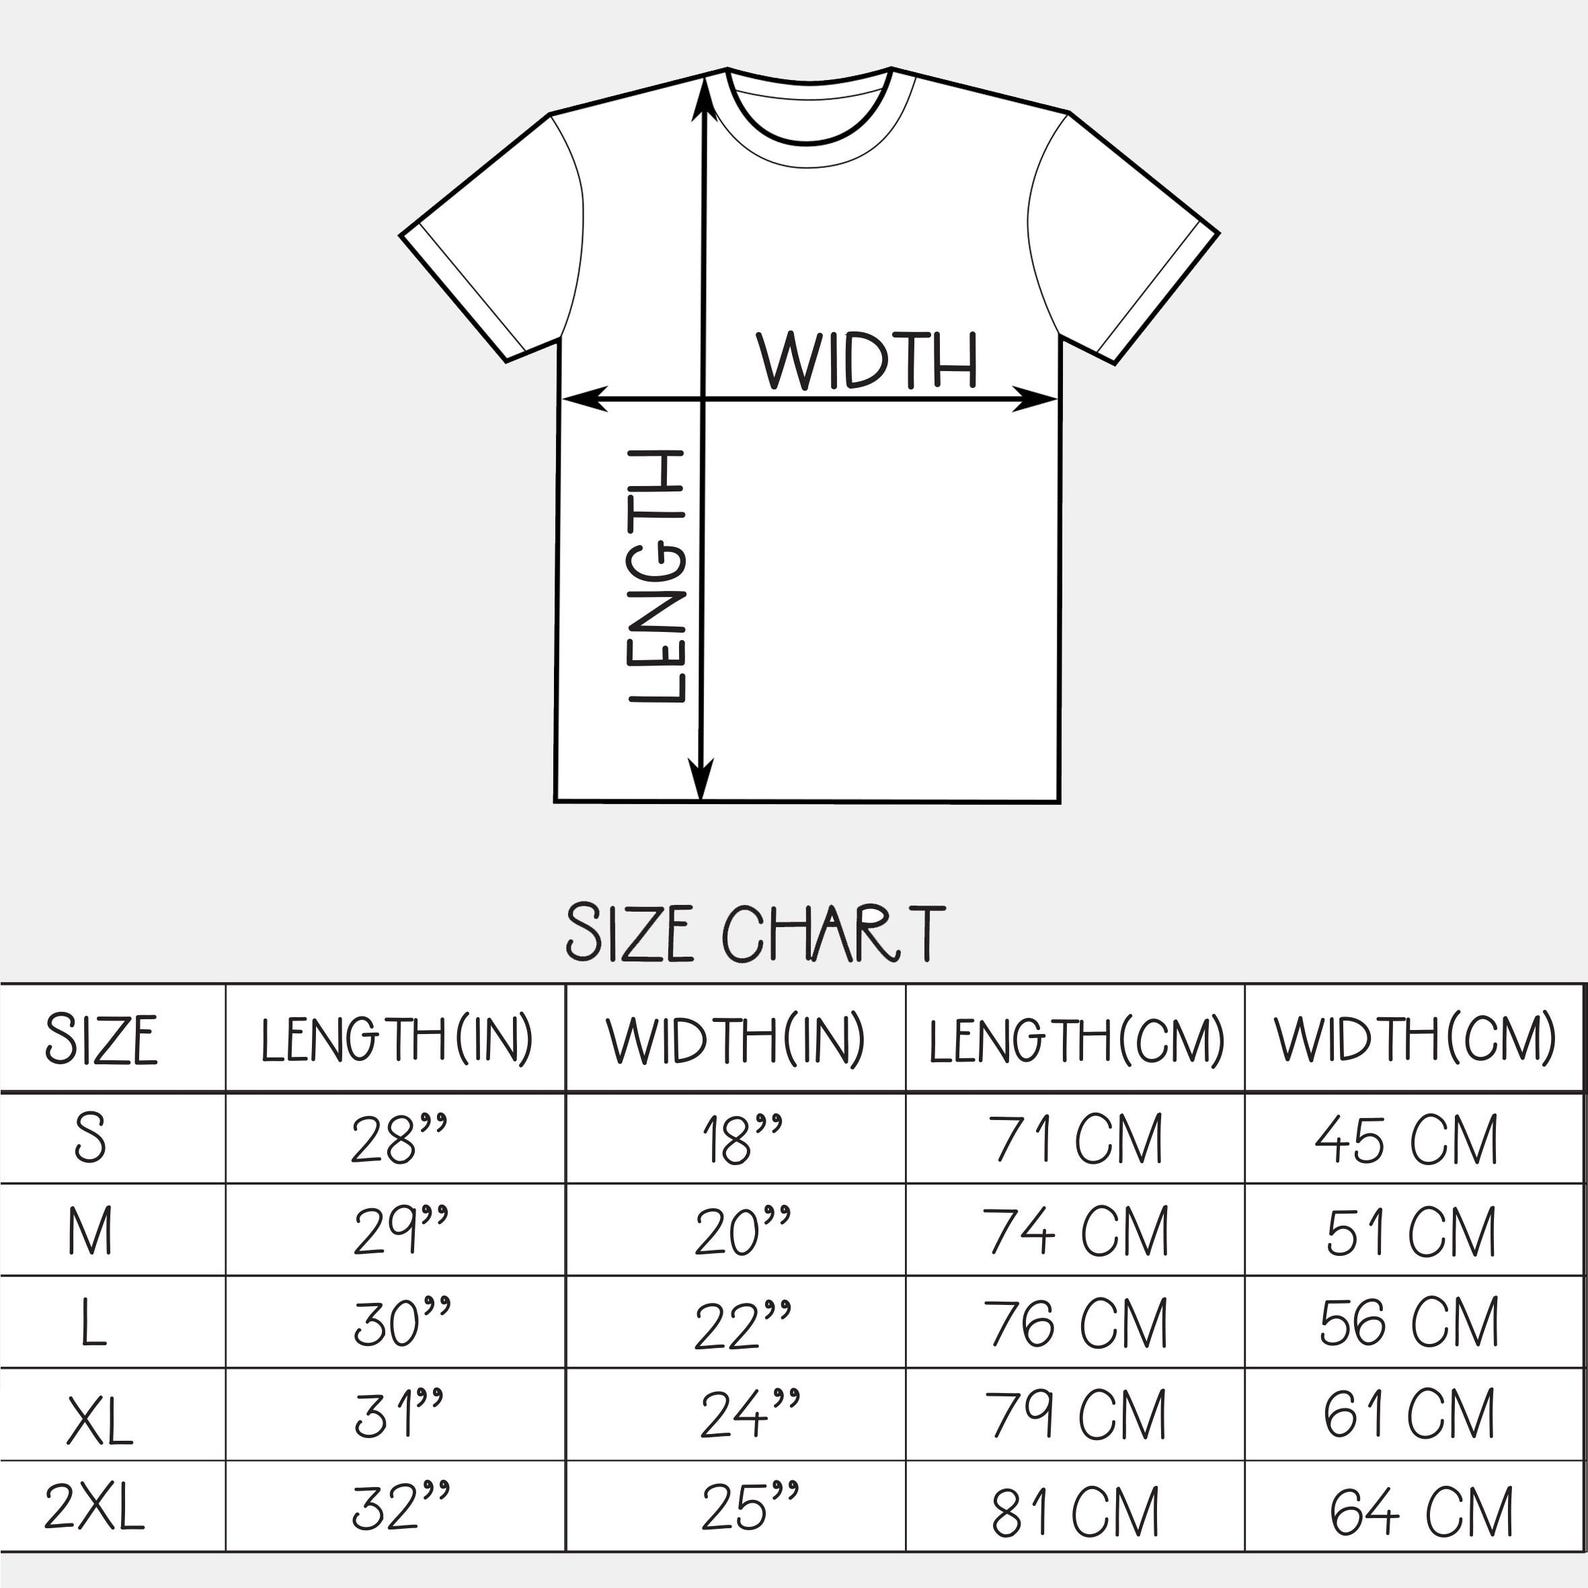 WIDTH
LENGTH
SIZE CHART
SIZE LENGTH(IN) WIDTH(IN) LENGTH(CM) WIDTH(CM)
S 28” 18” 71 CM 45 CM
M 29” 20” 74 CM 51 CM
L 30” 22” 76 CM 56 CM
XL 31” 24” 79 CM 61 CM
2XL 32” 25” 81 CM 64 CM